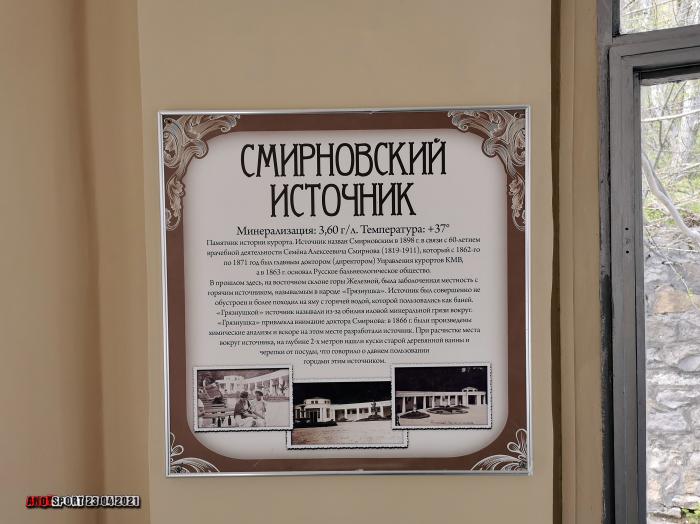 СМИРНОВСКИЙ
ИСТОЧНИК
Минерализация: 3,60 г/л. Температура: +37°
Памятник истории курорта. Источник назван Смирновским в 1898 г. в связи с 60-летием
врачебной деятельности Семёна Алексеевича Смирнова (1819-1911), который с 1862-го
по 1871 год был главным доктором (директором) Управления курортов КМВ,
а в 1863 г. основал Русское бальнеологическое общество.
В прошлом здесь, на восточном склоне горы Железной, была заболоченная местность с
горячим источником, называемым в народе «Грязнушка». Источник был совершенно не
обустроен и более походил на яму с горячей водой, которой пользовались как баней.
«Грязнушкой» источник называли из-за обилия иловой минеральной грязи вокруг.
«Грязнушка» привлекла внимание доктора Смирнова: в 1866 г. были произведены
химические анализы и вскоре на этом месте разработали источник. При расчистке места
вокруг источника, на глубине 2-х метров нашли куски старой деревянной ванны и
черепки от посуды, что говорило о давнем пользовании
горцами этим источником.
ANOTSPORT 23.04.2021